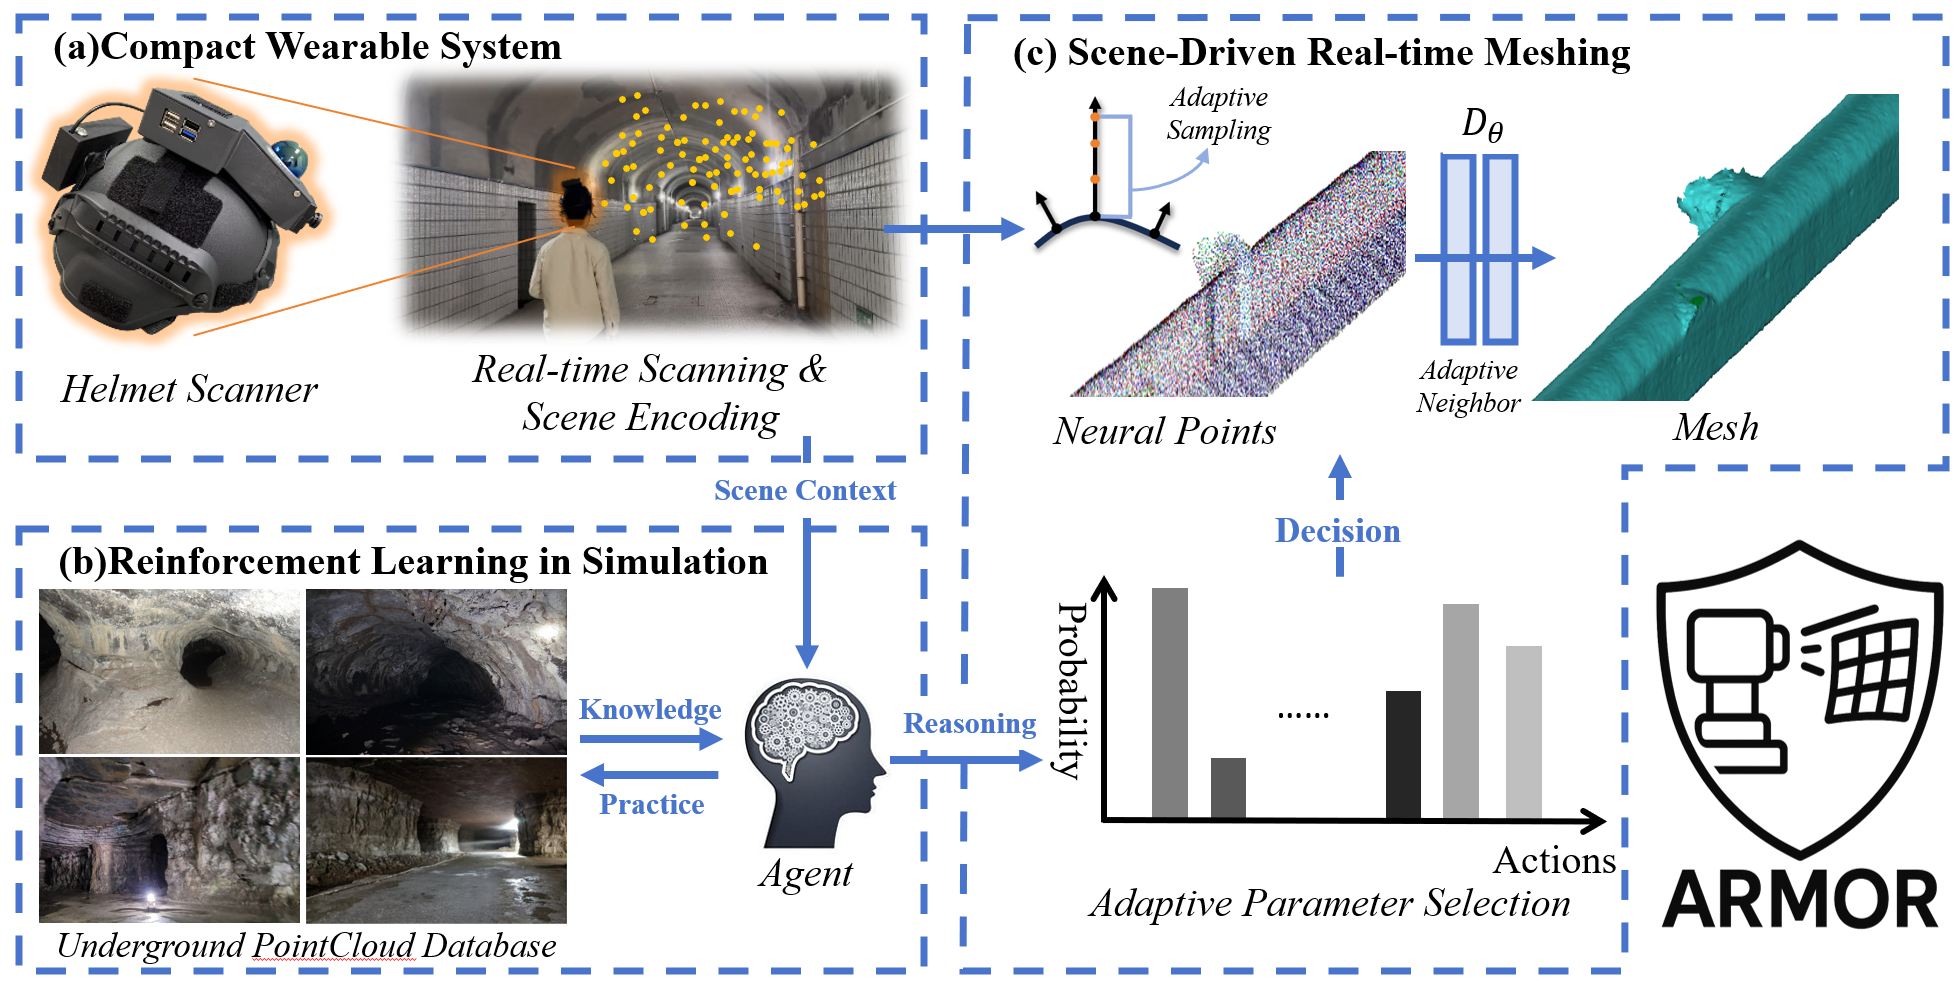 (a)Compact Wearable System
Helmet Scanner
Real-time Scanning &
Scene Encoding
Scene Context
(b)Reinforcement Learning in Simulation
Knowledge
Practice
Agent
Underground PointCloud Database
Reasoning
(c) Scene-Driven Real-time Meshing
Adaptive
Sampling
Dθ
Adaptive
Neighbor
Neural Points
Mesh
Decision
Probability
......
Actions
Adaptive Parameter Selection
ARMOR